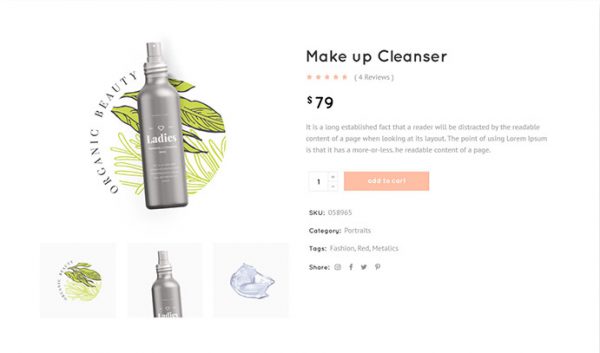 ORGANIC BEAUTY
Ladies
Make up Cleanser
( 4 Reviews )
$79
It is a long established fact that a reader will be distracted by the readable
content of a page when looking at its layout. The point of using Lorem Ipsum
is that it has a more-or-less.he readable content of a page.
1
add to cart
SKU: 058965
Category: Portraits
Tags: Fashion, Red, Metalics
Share:
ORGANIC BEAUTY
Ladies